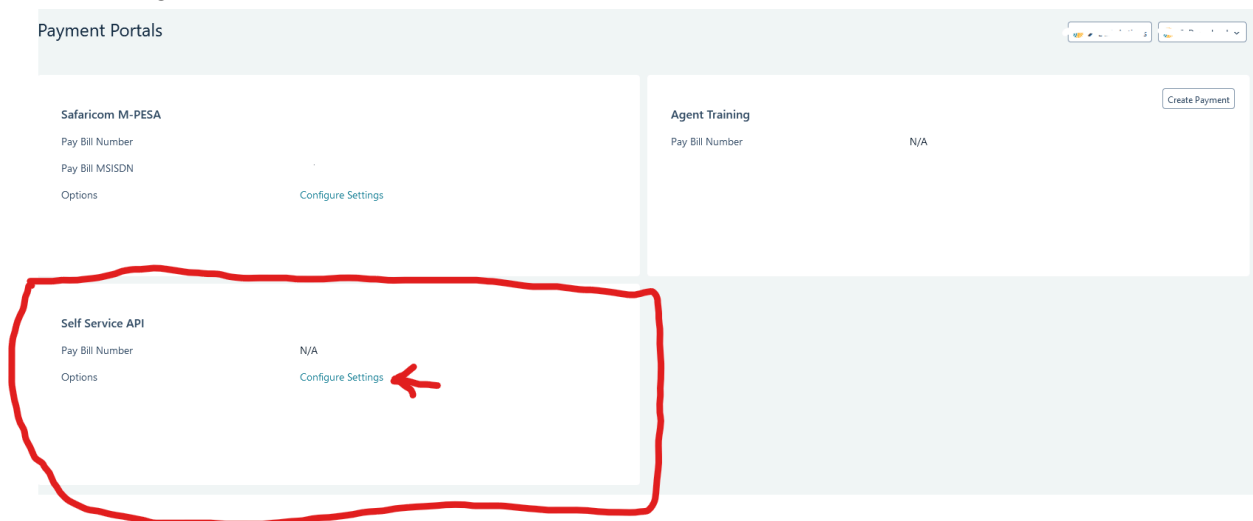 Payment Portals
Safaricom M-PESA
Pay Bill Number
Pay Bill MSISDN
Options Configure Settings
Create Payment
Agent Training
Pay Bill Number N/A
Self Service API
Pay Bill Number N/A
Options Configure Settings